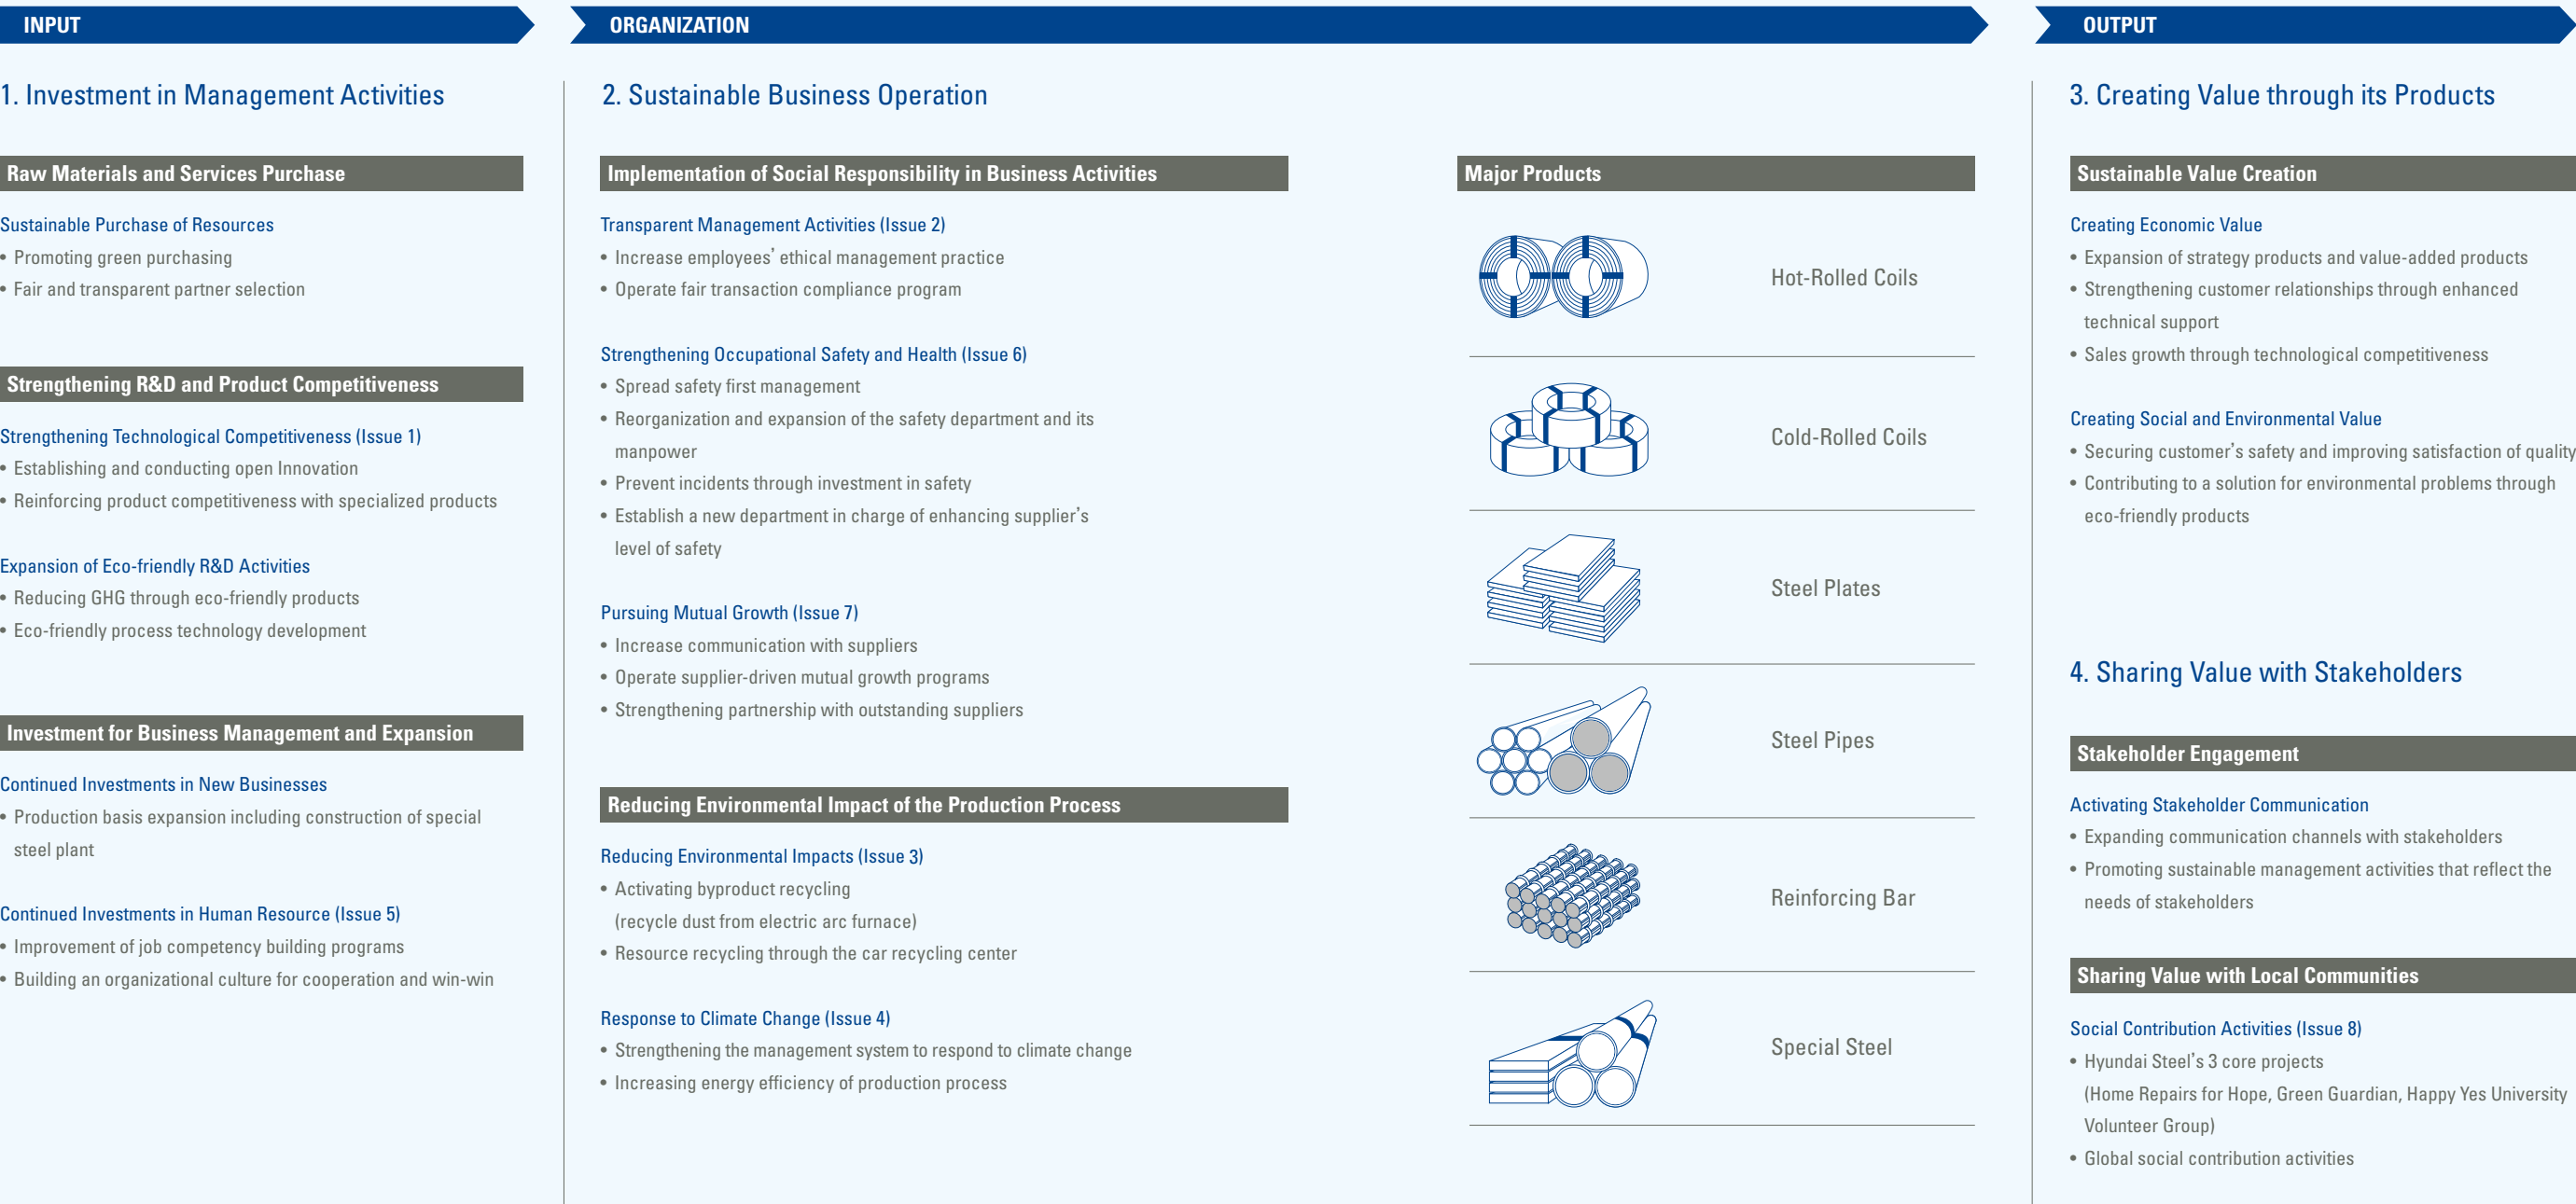 INPUT
1. Investment in Management Activities
Raw Materials and Services Purchase
Sustainable Purchase of Resources
• Promoting green purchasing
• Fair and transparent partner selection
Strengthening R&D and Product Competitiveness
Strengthening Technological Competitiveness (Issue 1)
• Establishing and conducting open Innovation
• Reinforcing product competitiveness with specialized products
Expansion of Eco-friendly R&D Activities
• Reducing GHG through eco-friendly products
• Eco-friendly process technology development
Investment for Business Management and Expansion
Continued Investments in New Businesses
• Production basis expansion including construction of special
steel plant
Continued Investments in Human Resource (Issue 5)
• Improvement of job competency building programs
• Building an organizational culture for cooperation and win-win
ORGANIZATION
2. Sustainable Business Operation
Implementation of Social Responsibility in Business Activities
Transparent Management Activities (Issue 2)
• Increase employees’ ethical management practice
• Operate fair transaction compliance program
Strengthening Occupational Safety and Health (Issue 6)
• Spread safety first management
• Reorganization and expansion of the safety department and its
manpower
• Prevent incidents through investment in safety
• Establish a new department in charge of enhancing supplier’s
level of safety
Pursuing Mutual Growth (Issue 7)
• Increase communication with suppliers
• Operate supplier-driven mutual growth programs
• Strengthening partnership with outstanding suppliers
Reducing Environmental Impact of the Production Process
Reducing Environmental Impacts (Issue 3)
• Activating byproduct recycling
(recycle dust from electric arc furnace)
• Resource recycling through the car recycling center
Response to Climate Change (Issue 4)
• Strengthening the management system to respond to climate change
• Increasing energy efficiency of production process
Major Products
Hot-Rolled Coils
Cold-Rolled Coils
Steel Plates
Steel Pipes
Reinforcing Bar
Special Steel
OUTPUT
3. Creating Value through its Products
Sustainable Value Creation
Creating Economic Value
• Expansion of strategy products and value-added products
• Strengthening customer relationships through enhanced
technical support
• Sales growth through technological competitiveness
Creating Social and Environmental Value
• Securing customer’s safety and improving satisfaction of quality
• Contributing to a solution for environmental problems through
eco-friendly products
4. Sharing Value with Stakeholders
Stakeholder Engagement
Activating Stakeholder Communication
• Expanding communication channels with stakeholders
• Promoting sustainable management activities that reflect the
needs of stakeholders
Sharing Value with Local Communities
Social Contribution Activities (Issue 8)
• Hyundai Steel’s 3 core projects
(Home Repairs for Hope, Green Guardian, Happy Yes University
Volunteer Group)
• Global social contribution activities